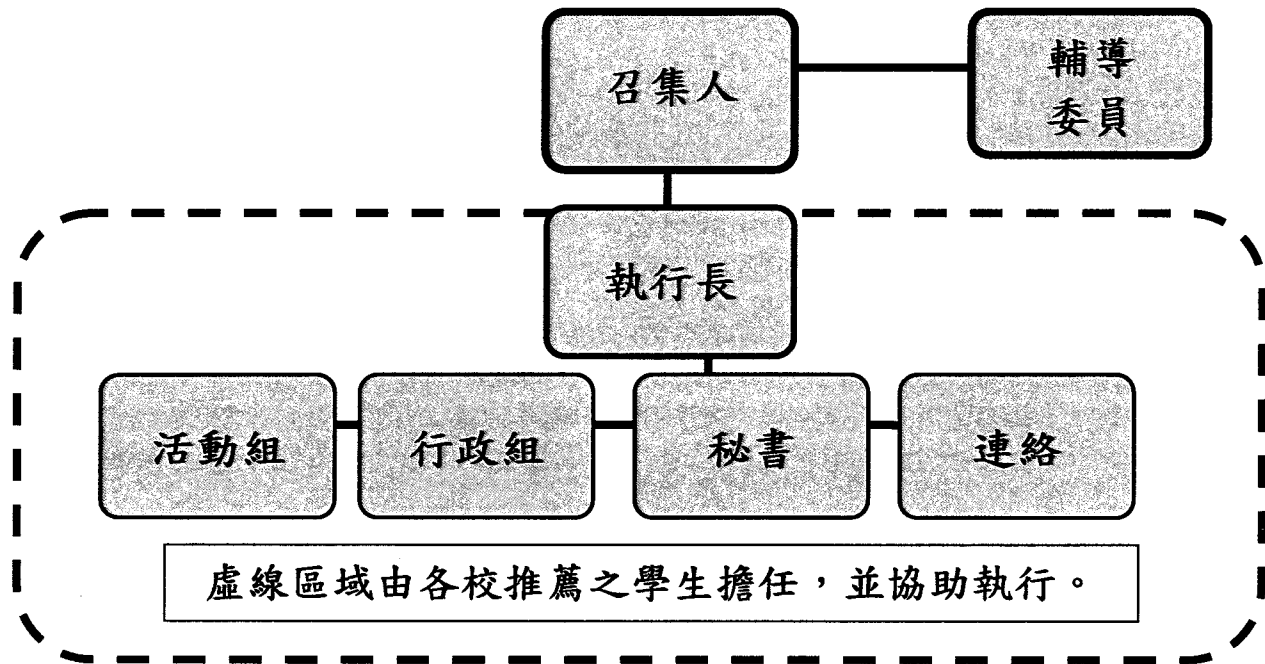 召集人
輔導
委員
執行長
活動組
行政組
秘書
連絡
虛線區域由各校推薦之學生擔任，並協助執行。